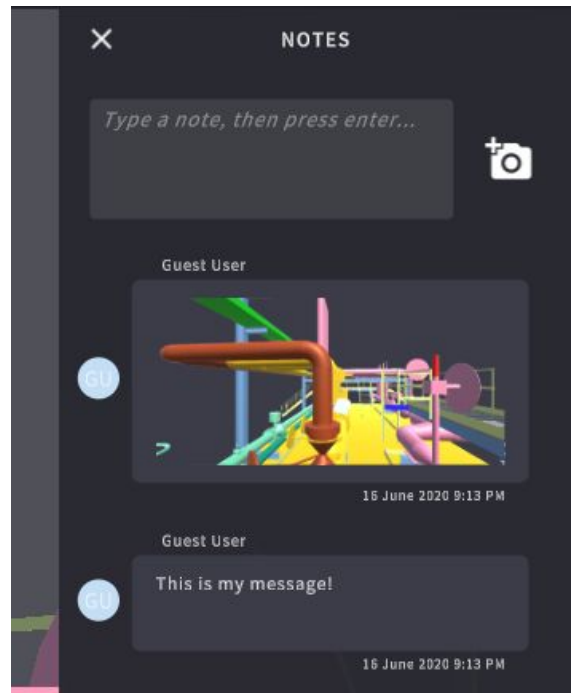 NOTES
Type a note, then press enter...
Guest User
GU
16 June 2020 9:13 PM
Guest User
GU
This is my message!
16 June 2020 9:13 PM